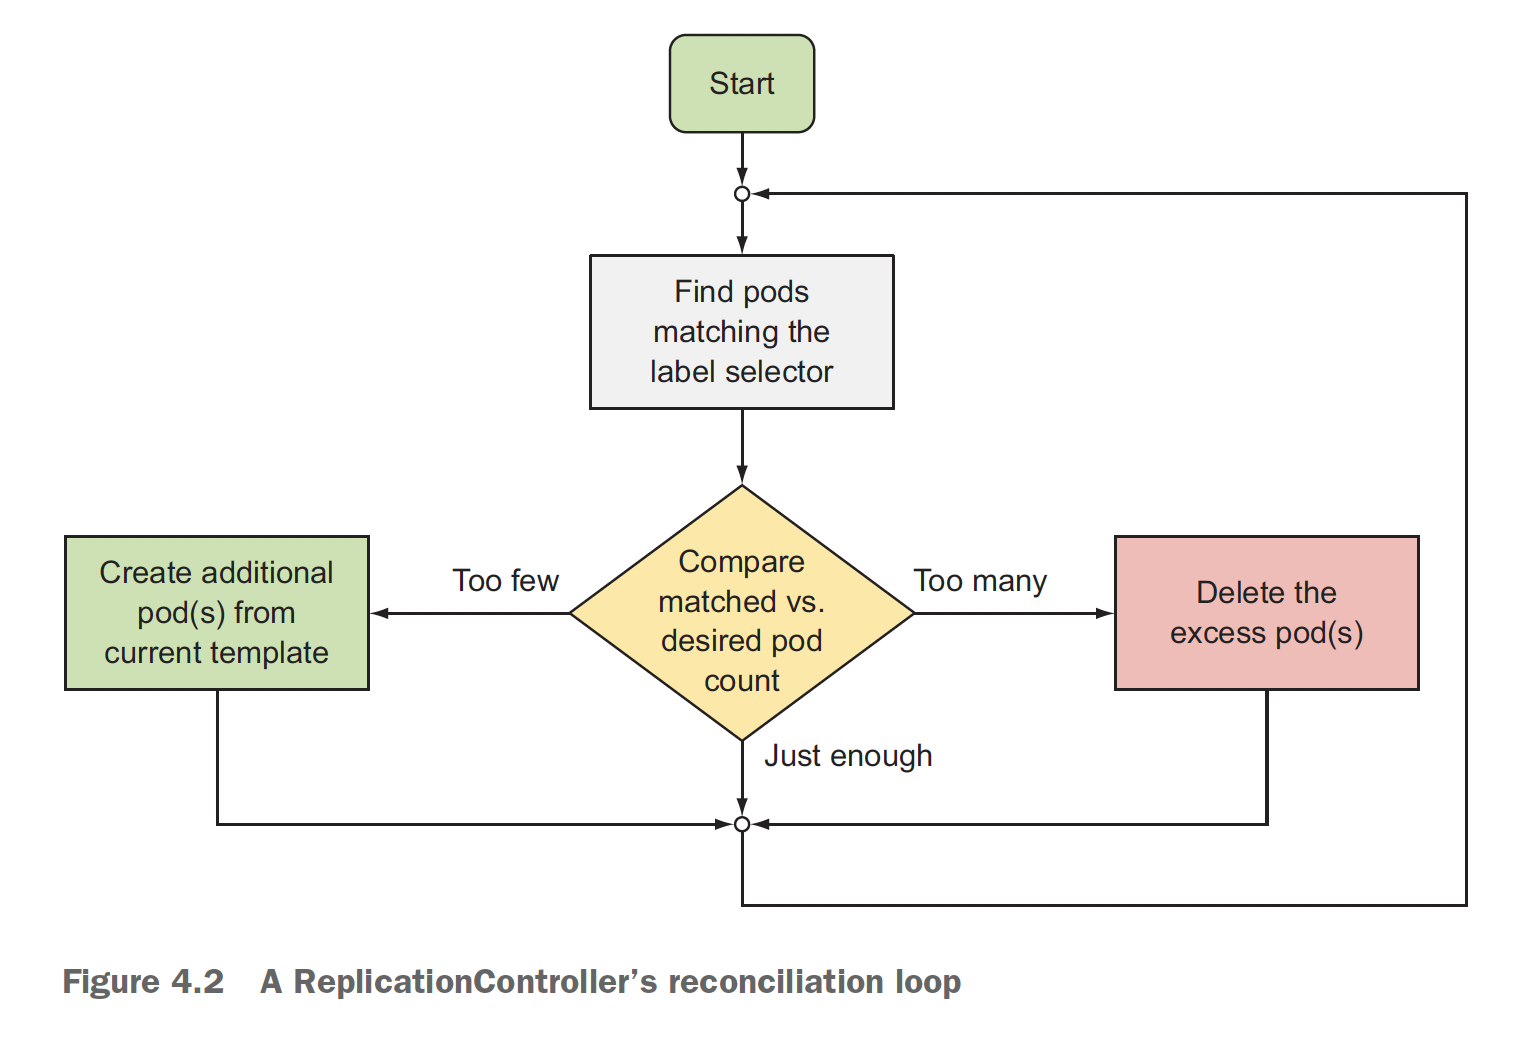 Start
Find pods
matching the
label selector
Compare
matched vs.
desired pod
count
Too few
Create additional
pod(s) from
current template
Too many
Delete the
excess pod(s)
Just enough
Figure 4.2 A ReplicationController’s reconciliation loop